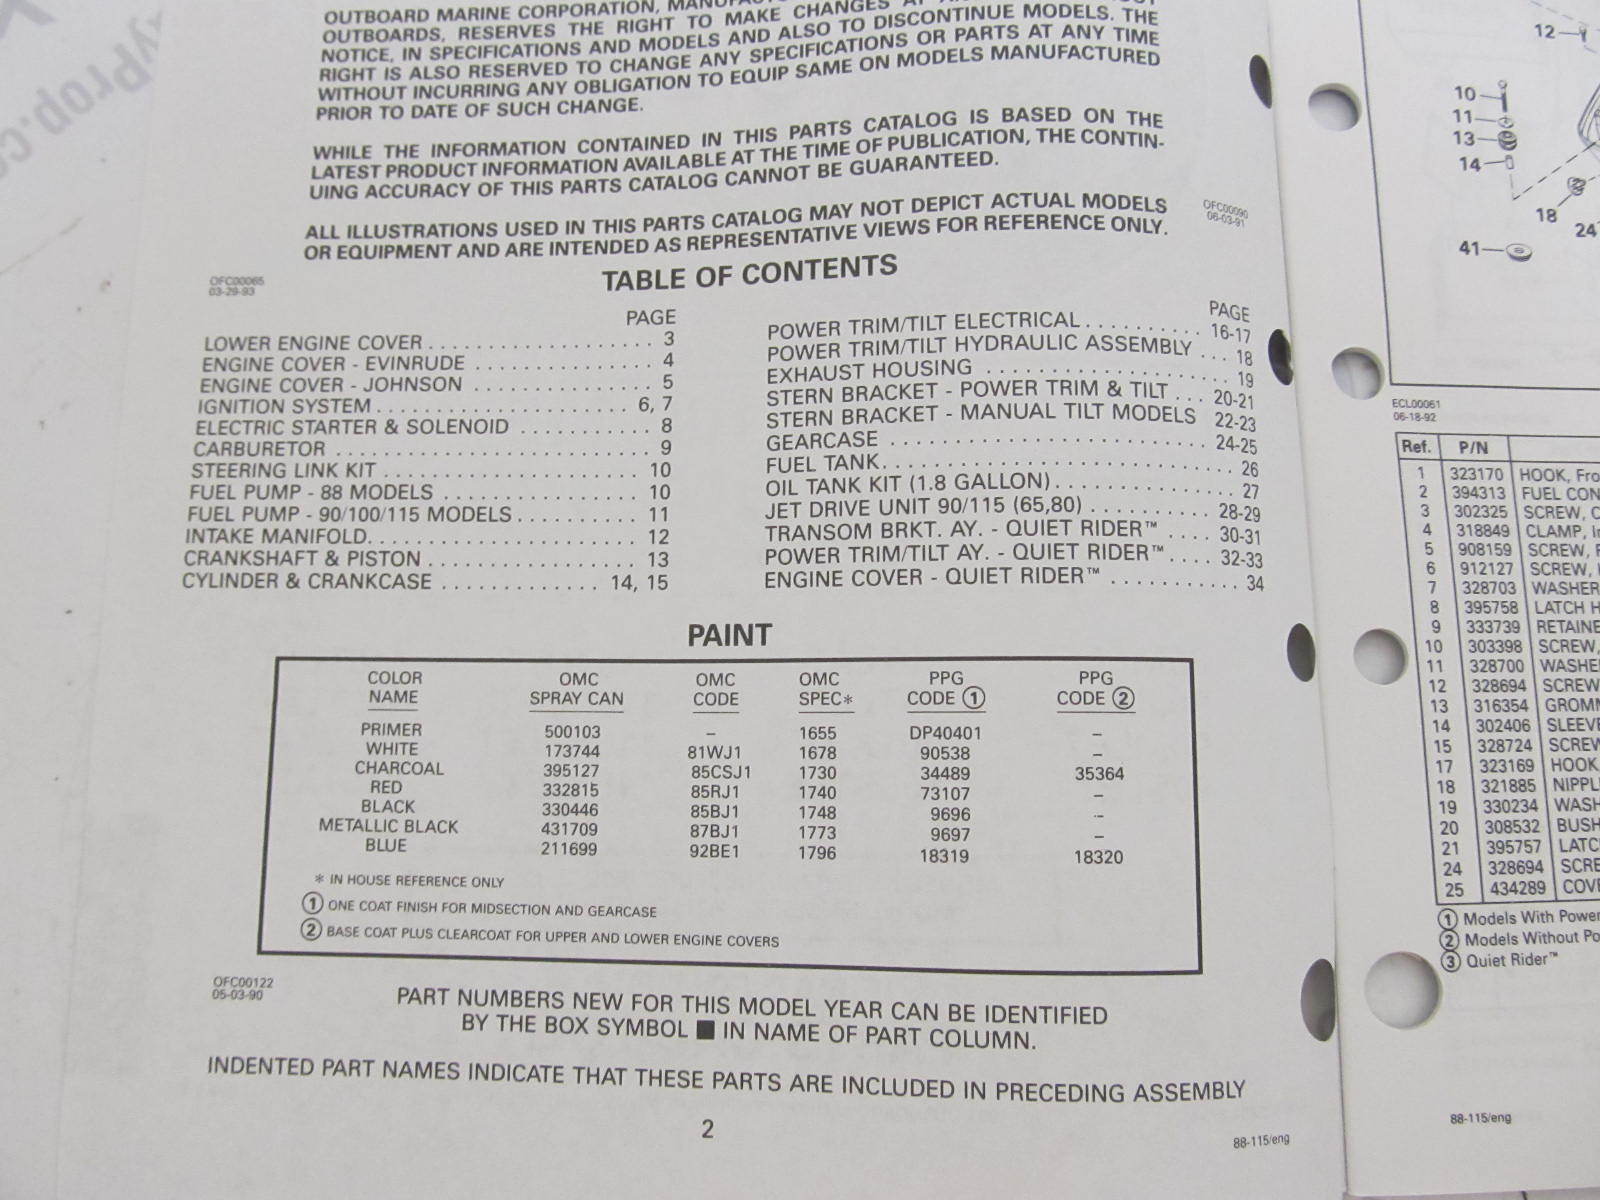 OUTBOARD MARINE CORPORATION,
OUTBOARDS, RESERVES THE RIGHT TO MAKE CHANGES
NOTICE, IN SPECIFICATIONS AND MODELS AND ALSO TO DISCONTINUE MODELS. THE
RIGHT IS ALSO RESERVED TO CHANGE ANY SPECIFICATIONS OR PARTS AT ANY TIME
WITHOUT INCURRING ANY OBLIGATION TO EQUIP SAME ON MODELS MANUFACTURED
PRIOR TO DATE OF SUCH CHANGE.
WHILE THE INFORMATION CONTAINED IN THIS PARTS CATALOG IS BASED ON THE
LATEST PRODUCT INFORMATION AVAILABLE AT THE TIME OF PUBLICATION, THE CONTIN-
UING ACCURACY OF THIS PARTS CATALOG CANNOT BE GUARANTEED.
ALL ILLUSTRATIONS USED IN THIS PARTS CATALOG MAY NOT DEPICT ACTUAL MODELS
OR EQUIPMENT AND ARE INTENDED AS REPRESENTATIVE VIEWS FOR REFERENCE ONLY.
OFC00090
06-03-91
OFC00065
03-29-93
TABLE OF CONTENTS
PAGE
LOWER ENGINE COVER . . . . . . . . . . . . . . . . . . . 3
ENGINE COVER - EVINRUDE . . . . . . . . . . . . . . . . 4
ENGINE COVER - JOHNSON . . . . . . . . . . . . . . . . 5
IGNITION SYSTEM . . . . . . . . . . . . . . . . . . . . . . 6, 7
ELECTRIC STARTER & SOLENOID . . . . . . . . . . . 8
CARBURETOR . . . . . . . . . . . . . . . . . . . . . . . . . 9
STEERING LINK KIT . . . . . . . . . . . . . . . . . . . . 10
FUEL PUMP - 88 MODELS . . . . . . . . . . . . . . . . 10
FUEL PUMP - 90/100/115 MODELS . . . . . . . . . . 11
INTAKE MANIFOLD . . . . . . . . . . . . . . . . . . . . . 12
CRANKSHAFT & PISTON . . . . . . . . . . . . . . . . . 13
CYLINDER & CRANKCASE . . . . . . . . . . . . . 14, 15
PAGE
POWER TRIM/TILT ELECTRICAL . . . . . . . . . . 16-17
POWER TRIM/TILT HYDRAULIC ASSEMBLY . . . 18
EXHAUST HOUSING . . . . . . . . . . . . . . . . . . . . . 19
STERN BRACKET - POWER TRIM & TILT . . . 20-21
STERN BRACKET - MANUAL TILT MODELS 22-23
GEARCASE . . . . . . . . . . . . . . . . . . . . . . . . . 24-25
FUEL TANK . . . . . . . . . . . . . . . . . . . . . . . . . . . 26
OIL TANK KIT (1.8 GALLON) . . . . . . . . . . . . . . . 27
JET DRIVE UNIT 90/115 (65,80) . . . . . . . . . . 28-29
TRANSOM BRKT. AY. - QUIET RIDER™ . . . . 30-31
POWER TRIM/TILT AY. - QUIET RIDER™ . . . . 32-33
ENGINE COVER - QUIET RIDER™ . . . . . . . . . . . 34
PAINT
COLOR NAME OMC SPRAY CAN OMC CODE OMC SPEC* PPG CODE ① PPG CODE ②
PRIMER 500103 – 1655 DP40401 –
WHITE 173744 81WJ1 1678 90538 –
CHARCOAL 395127 85CSJ1 1730 34489 35364
RED 332815 85RJ1 1740 73107 –
BLACK 330446 85BJ1 1748 9696 –
METALLIC BLACK 431709 87BJ1 1773 9697 –
BLUE 211699 92BE1 1796 18319 18320
* IN HOUSE REFERENCE ONLY
① ONE COAT FINISH FOR MIDSECTION AND GEARCASE
② BASE COAT PLUS CLEARCOAT FOR UPPER AND LOWER ENGINE COVERS
OFC00122
05-03-90
PART NUMBERS NEW FOR THIS MODEL YEAR CAN BE IDENTIFIED
BY THE BOX SYMBOL ■ IN NAME OF PART COLUMN.
INDENTED PART NAMES INDICATE THAT THESE PARTS ARE INCLUDED IN PRECEDING ASSEMBLY
2
88-115/eng
12
10
11
13
14
18
24
41
ECL00061
06-18-92
Ref. P/N
1 323170 HOOK, Fro
2 394313 FUEL CON
3 302325 SCREW, C
4 318849 CLAMP, I
5 908159 SCREW,
6 912127 SCREW,
7 328703 WASHER
8 395758 LATCH H
9 333739 RETAINE
10 303398 SCREW,
11 328700 WASHE
12 328694 SCREW
13 316354 GROMM
14 302406 SLEEVE
15 328724 SCREW
17 323169 HOOK
18 321885 NIPPL
19 330234 WASH
20 308532 BUSH
21 395757 LATC
24 328694 SCRE
25 434289 COV
① Models With Power
② Models Without Po
③ Quiet Rider™
88-115/eng